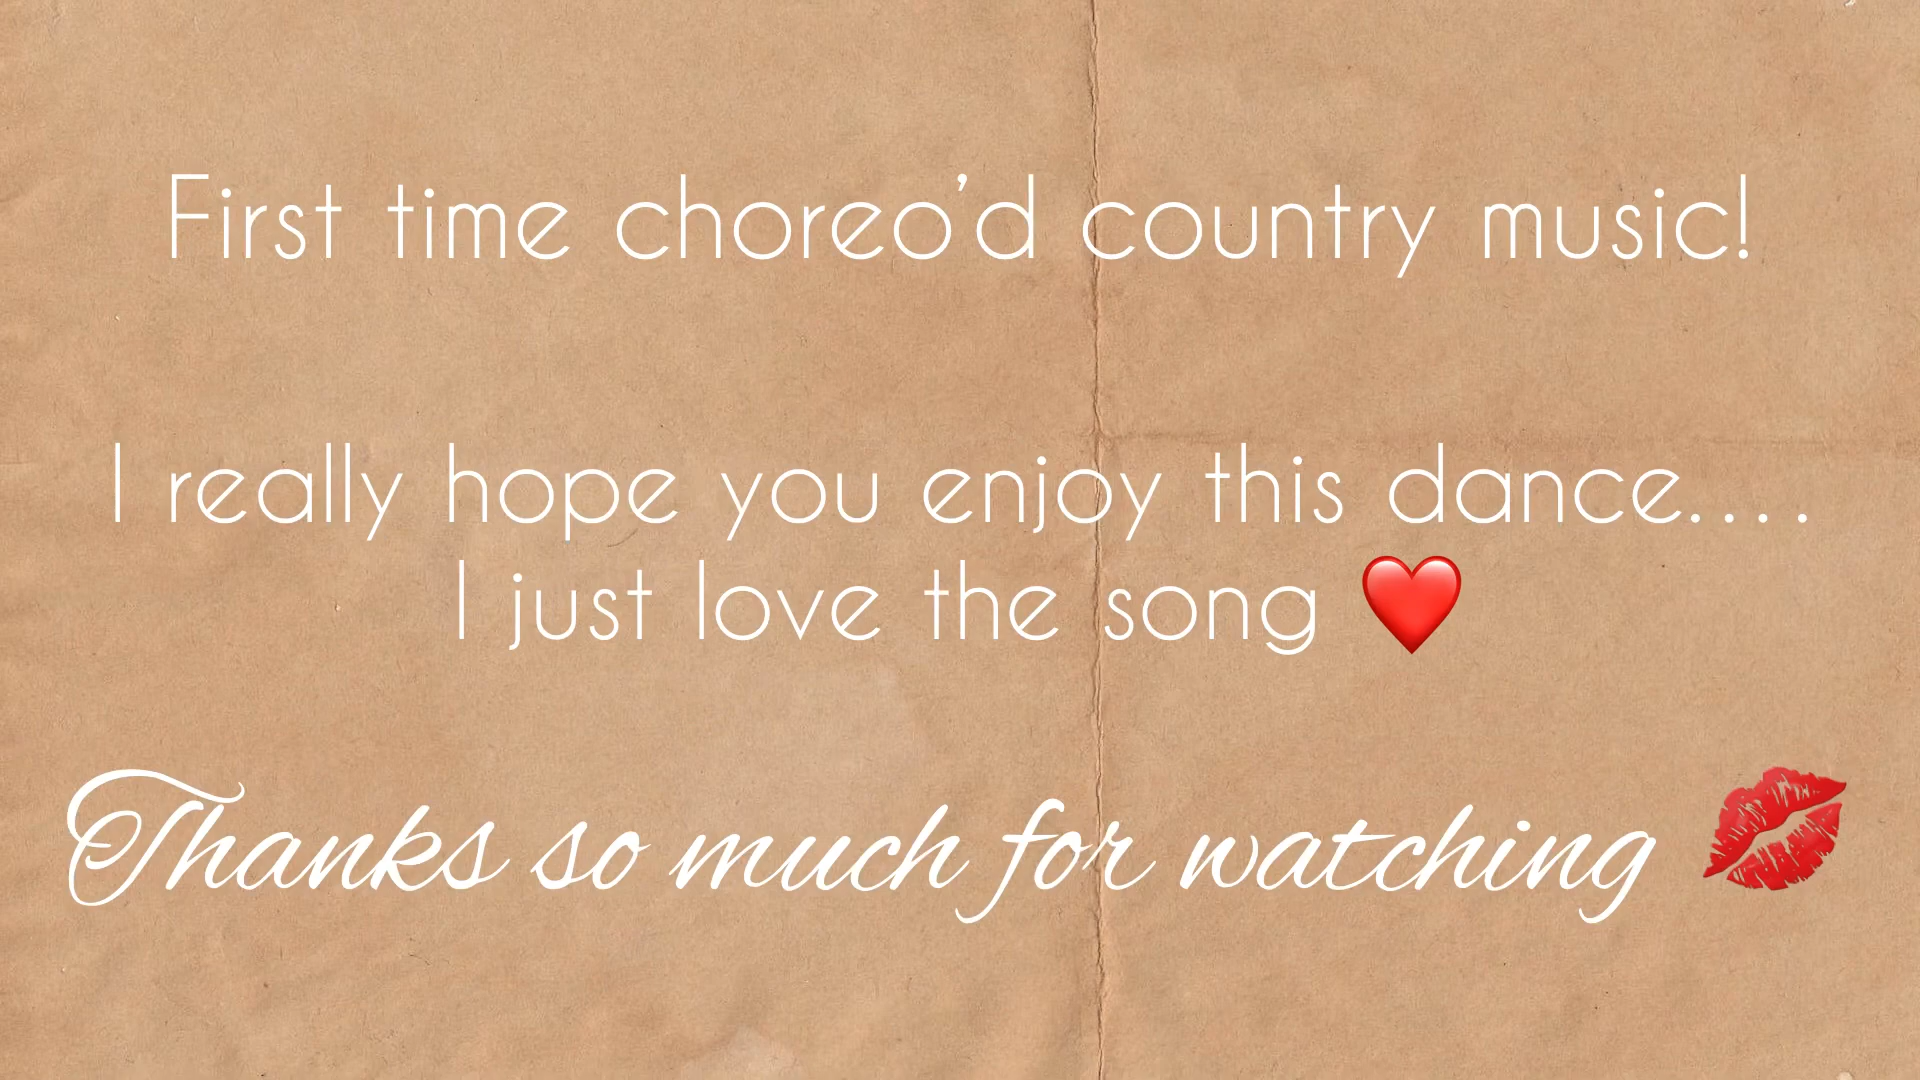 First time choreo’d country music!
I really hope you enjoy this dance....
I just love the song ❤️
Thanks so much for watching 💋